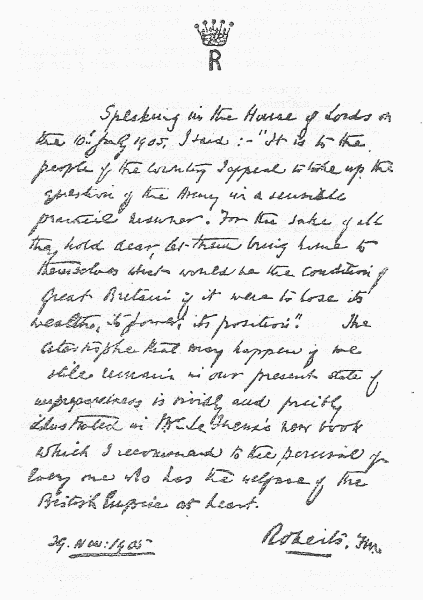 R
Speaking in the House of Lords on
the 10th July 1905, I said :- "It is to the
people of the Country I appeal to take up the
question of the Army in a sensible
practical manner. For the sake of all
they hold dear, let them bring home to
themselves what would be the condition of
Great Britain if it were to lose its
wealth, its power, its position". The
catastrophe that may happen if we
still remain in our present state of
unpreparedness is vividly and forcibly
illustrated in Mr Le Queux's new book
which I recommend to the perusal of
every one who has the welfare of the
British Empire at heart.
29. Nov: 1905 Roberts, F.M.